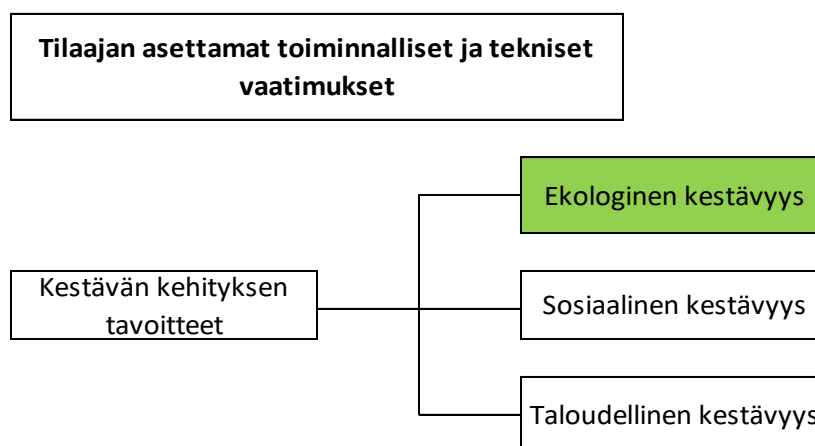 Tilaajan asettamat toiminnalliset ja tekniset
vaatimukset
Ekologinen kestävyys
Kestävän kehityksen
tavoitteet
Sosiaalinen kestävyys
Taloudellinen kestävyys